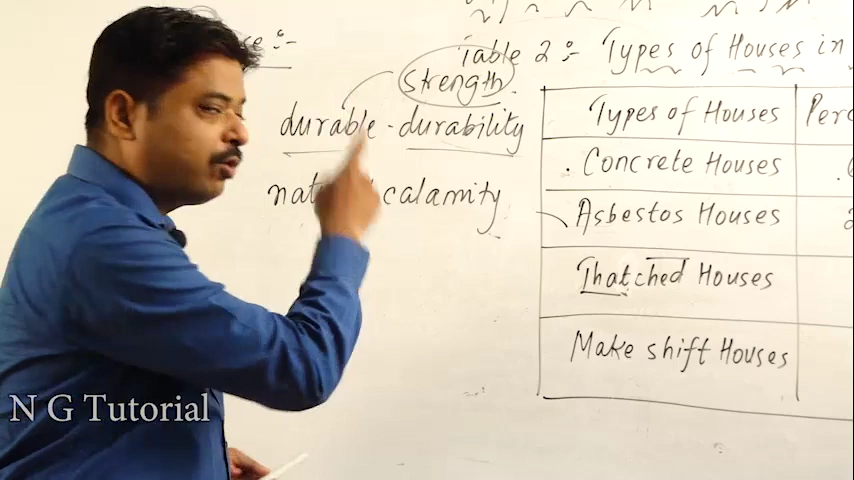 Table 2 :- Types of Houses in
strength.
durable - durability
calamity
Types of Houses
Concrete Houses
Asbestos Houses
Thatched Houses
Make shift Houses
N G Tutorial